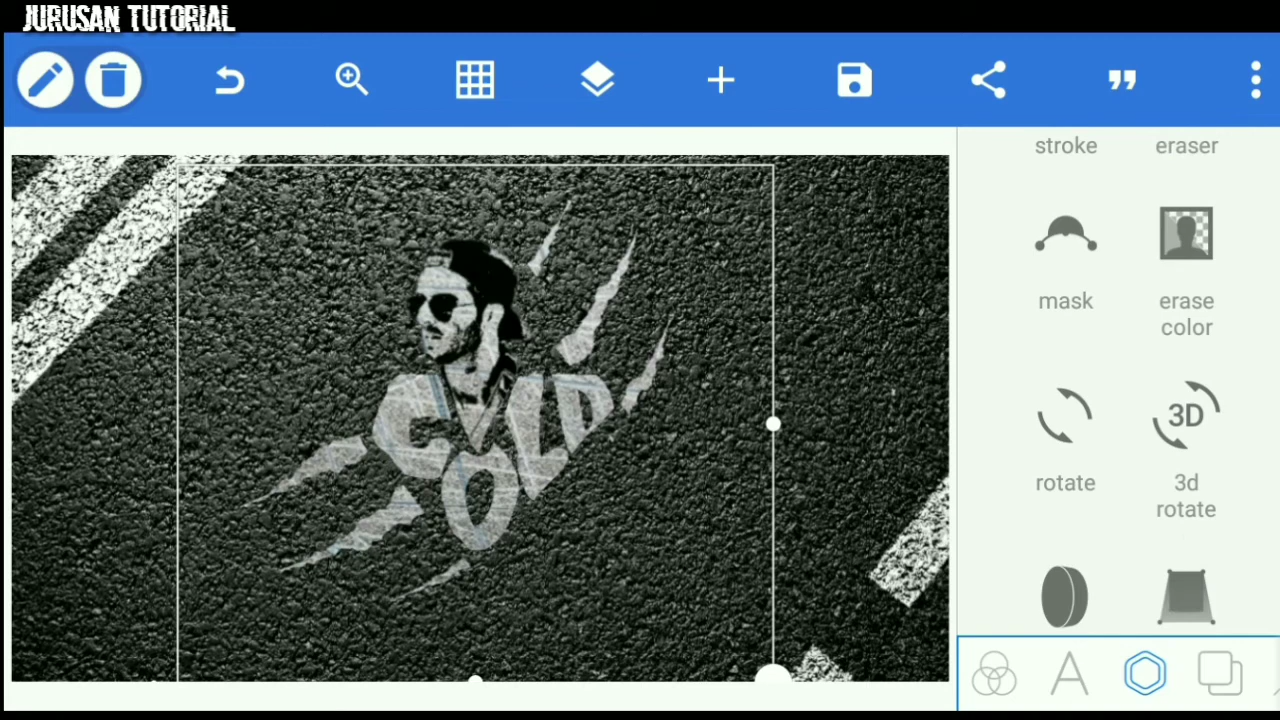 JURUSAN TUTORIAL
stroke eraser
mask erase color
rotate 3D
3d rotate
COLD
A